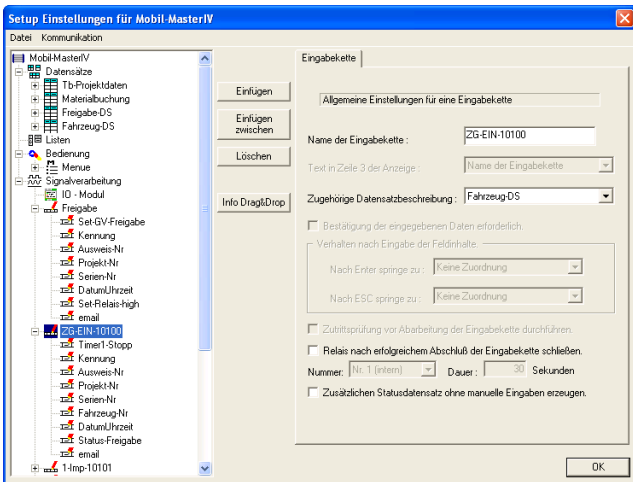 Setup Einstellungen für Mobil-MasterIV
Datei Kommunikation
Mobil-MasterIV
Datensätze
Tb-Projektdaten
Materialbuchung
Freigabe-DS
Fahrzeug-DS
Listen
Bedienung
Menue
Signalverarbeitung
IO - Modul
Freigabe
Set-GV-Freigabe
Kennung
Ausweis-Nr
Projekt-Nr
Serien-Nr
DatumUhrzeit
Set-Relais-high
email
ZG-EIN-10100
Timer1-Stopp
Kennung
Ausweis-Nr
Projekt-Nr
Serien-Nr
Fahrzeug-Nr
DatumUhrzeit
Status-Freigabe
email
1-Imp-10101
Einfügen
Einfügen
zwischen
Löschen
Info Drag&Drop
Eingabekette
Allgemeine Einstellungen für eine Eingabekette
Name der Eingabekette : ZG-EIN-10100
Text in Zeile 3 der Anzeige : Name der Eingabekette
Zugehörige Datensatzbeschreibung : Fahrzeug-DS
Bestätigung der eingegebenen Daten erforderlich.
Verhalten nach Eingabe der Feldinhalte.
Nach Enter springe zu : Keine Zuordnung
Nach ESC springe zu : Keine Zuordnung
Zutrittsprüfung vor Abarbeitung der Eingabekette durchführen.
Relais nach erfolgreichem Abschluß der Eingabekette schließen.
Nummer: Nr. 1 (intern) Dauer : 30 Sekunden
Zusätzlichen Statusdatensatz ohne manuelle Eingaben erzeugen.
OK